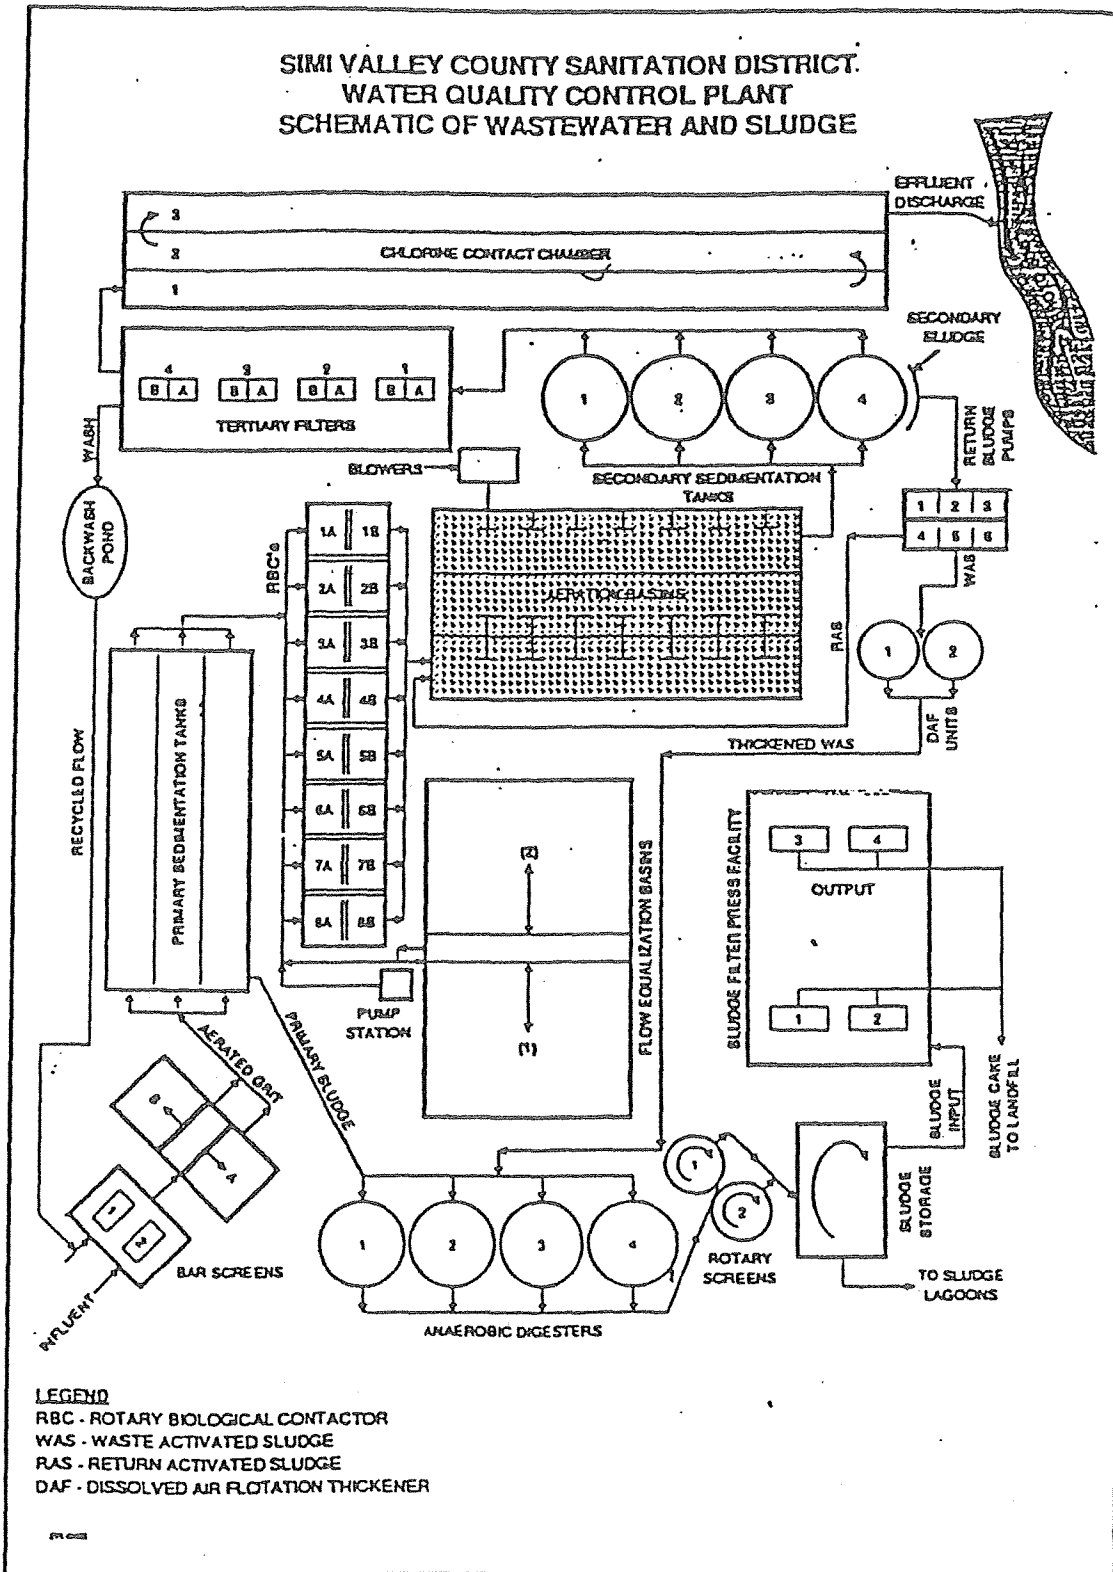 SIMI VALLEY COUNTY SANITATION DISTRICT.
WATER QUALITY CONTROL PLANT
SCHEMATIC OF WASTEWATER AND SLUDGE
EFFLUENT
DISCHARGE
3
2
CHLORINE CONTACT CHAMBER
1
SECONDARY
SLUDGE
4 3 2 1
B A B A B A B A
TERTIARY FILTERS
1 2 3 4
WASH
BLOWERS
SECONDARY SEDIMENTATION
TANKS
RETURN
SLUDGE
PUMPS
1 2 3
4 5 6
BACKWASH
POND
RBC's
1A 1B
2A 2B
3A 3B
4A 4B
5A 5B
6A 6B
7A 7B
8A 8B
AERATION BASINS
RAS
WAS
1 2
DAF
UNITS
THICKENED WAS
RECYCLED FLOW
PRIMARY SEDIMENTATION TANKS
(2)
(1)
FLOW EQUALIZATION BASINS
PUMP
STATION
SLUDGE FILTER PRESS FACILITY
3 4
OUTPUT
1 2
SLUDGE CAKE
TO LANDFILL
SLUDGE
INPUT
AERATED GRIT
PRIMARY SLUDGE
B
A
1
2
BAR SCREENS
INFLUENT
1 2 3 4
ANAEROBIC DIGESTERS
1
2
ROTARY
SCREENS
SLUDGE
STORAGE
TO SLUDGE
LAGOONS
LEGEND
RBC - ROTARY BIOLOGICAL CONTACTOR
WAS - WASTE ACTIVATED SLUDGE
RAS - RETURN ACTIVATED SLUDGE
DAF - DISSOLVED AIR FLOTATION THICKENER